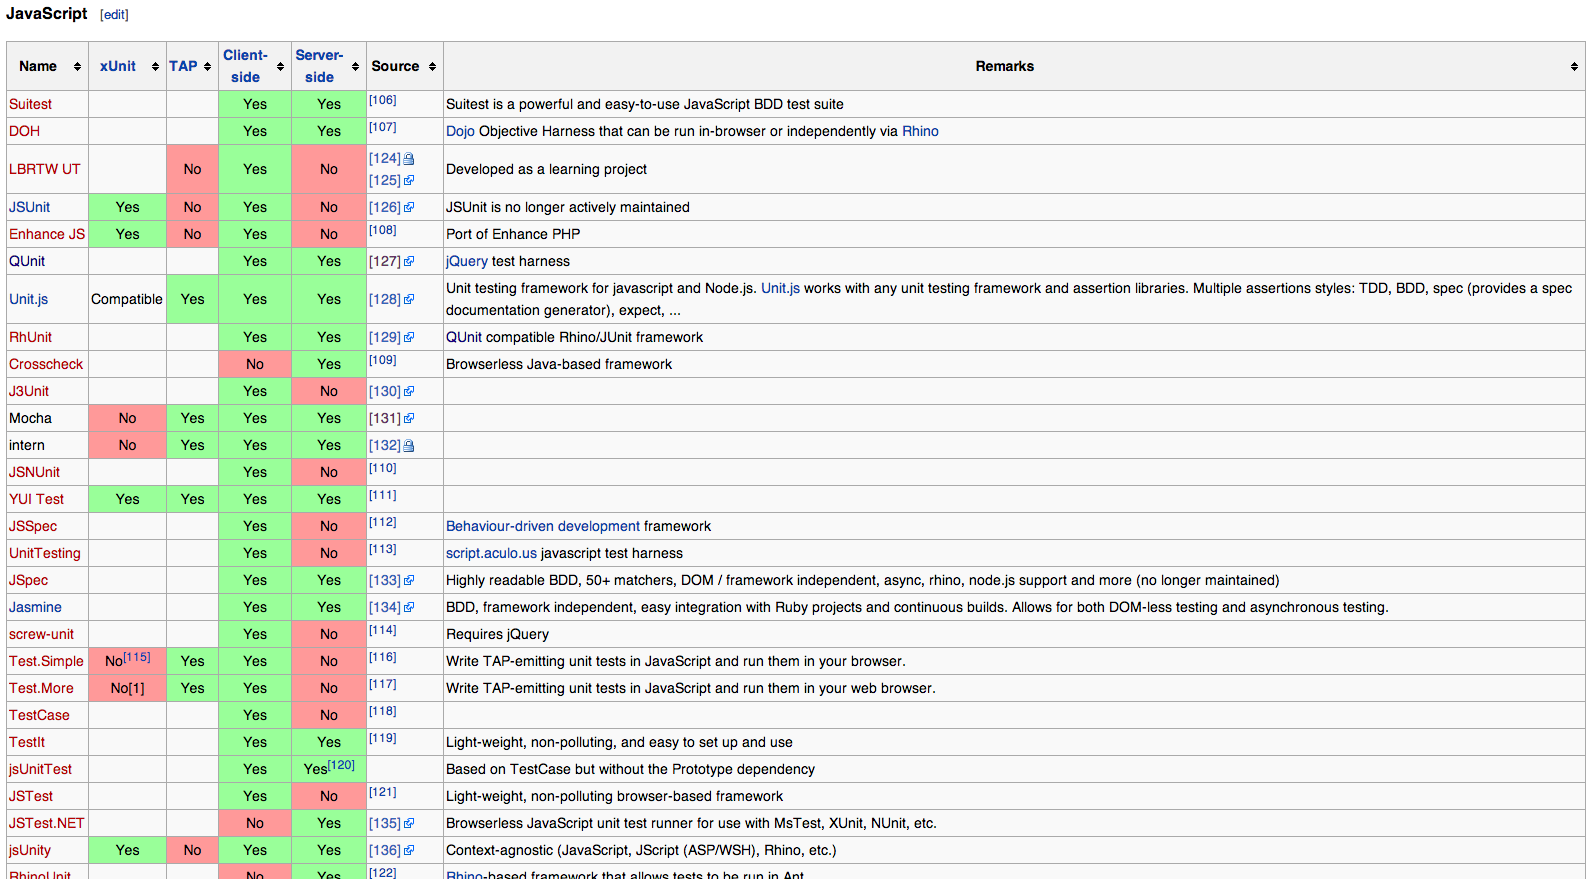 JavaScript [edit]
Name xUnit TAP Client-side Server-side Source Remarks
Suitest Yes Yes [106] Suitest is a powerful and easy-to-use JavaScript BDD test suite
DOH Yes Yes [107] Dojo Objective Harness that can be run in-browser or independently via Rhino
LBRTW UT No Yes No [124] [125] Developed as a learning project
JSUnit Yes No Yes No [126] JSUnit is no longer actively maintained
Enhance JS Yes No Yes No [108] Port of Enhance PHP
QUnit Yes Yes [127] jQuery test harness
Unit.js Compatible Yes Yes Yes [128] Unit testing framework for javascript and Node.js. Unit.js works with any unit testing framework and assertion libraries. Multiple assertions styles: TDD, BDD, spec (provides a spec
documentation generator), expect, ...
RhUnit Yes Yes [129] QUnit compatible Rhino/JUnit framework
Crosscheck No Yes [109] Browserless Java-based framework
J3Unit Yes No [130]
Mocha No Yes Yes Yes [131]
intern No Yes Yes Yes [132]
JSNUnit Yes No [110]
YUI Test Yes Yes Yes Yes [111]
JSSpec Yes No [112] Behaviour-driven development framework
UnitTesting Yes No [113] script.aculo.us javascript test harness
JSpec Yes Yes [133] Highly readable BDD, 50+ matchers, DOM / framework independent, async, rhino, node.js support and more (no longer maintained)
Jasmine Yes Yes [134] BDD, framework independent, easy integration with Ruby projects and continuous builds. Allows for both DOM-less testing and asynchronous testing.
screw-unit Yes No [114] Requires jQuery
Test.Simple No[115] Yes Yes No [116] Write TAP-emitting unit tests in JavaScript and run them in your browser.
Test.More No[1] Yes Yes No [117] Write TAP-emitting unit tests in JavaScript and run them in your web browser.
TestCase Yes No [118]
TestIt Yes Yes [119] Light-weight, non-polluting, and easy to set up and use
jsUnitTest Yes Yes[120] Based on TestCase but without the Prototype dependency
JSTest Yes No [121] Light-weight, non-polluting browser-based framework
JSTest.NET No Yes [135] Browserless JavaScript unit test runner for use with MsTest, XUnit, NUnit, etc.
jsUnity Yes No Yes Yes [136] Context-agnostic (JavaScript, JScript (ASP/WSH), Rhino, etc.)
RhinoUnit No Yes [122] Rhino-based framework that allows tests to be run in Ant